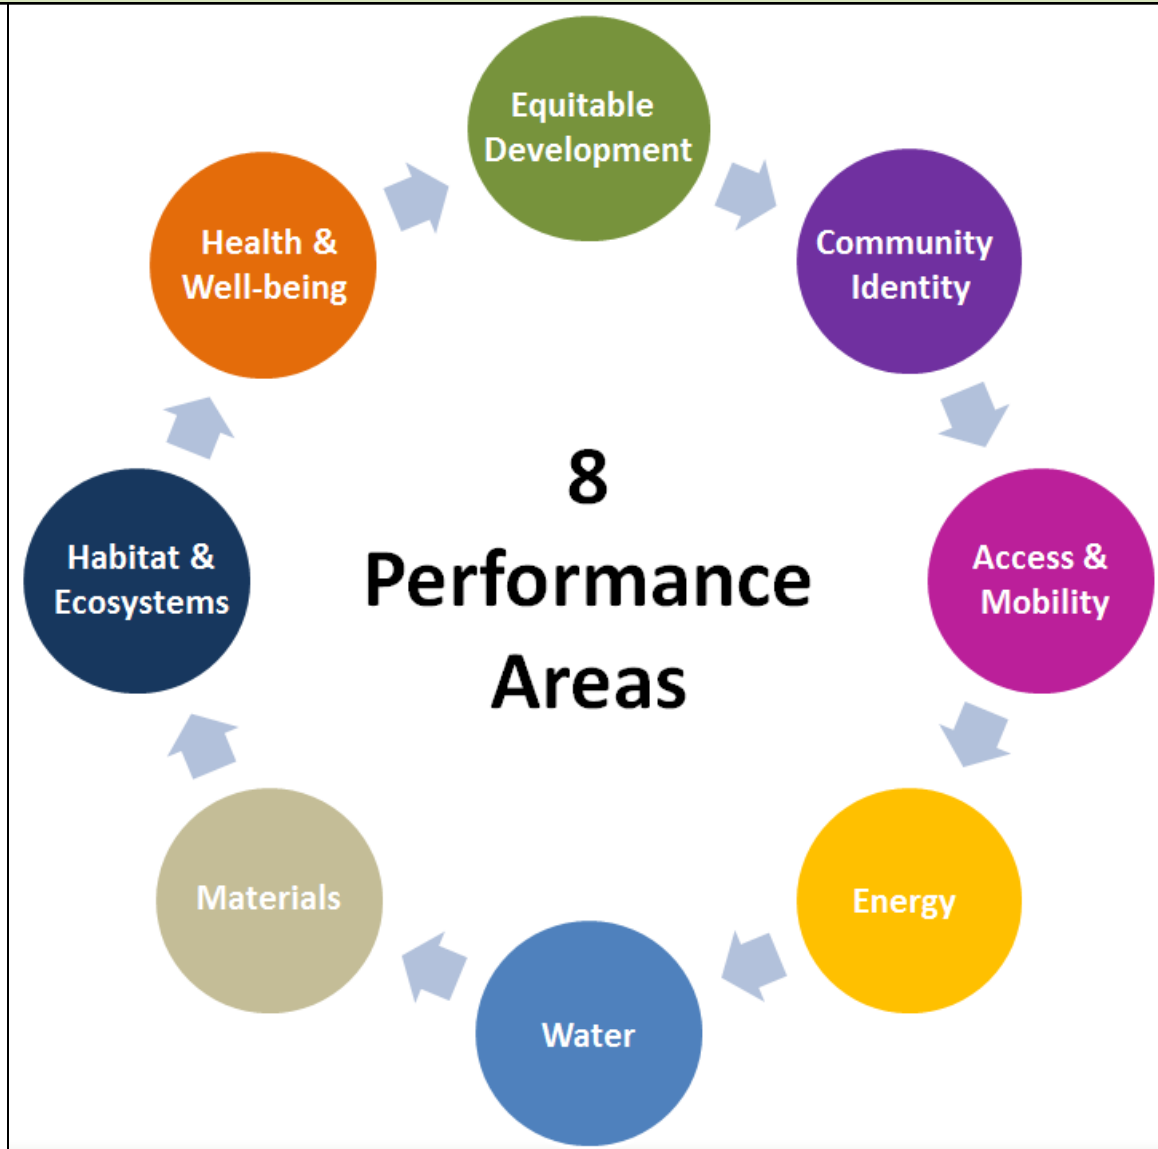 Equitable
Development
Community
Identity
Access &
Mobility
Energy
Water
Materials
Habitat &
Ecosystems
Health &
Well-being
8
Performance
Areas